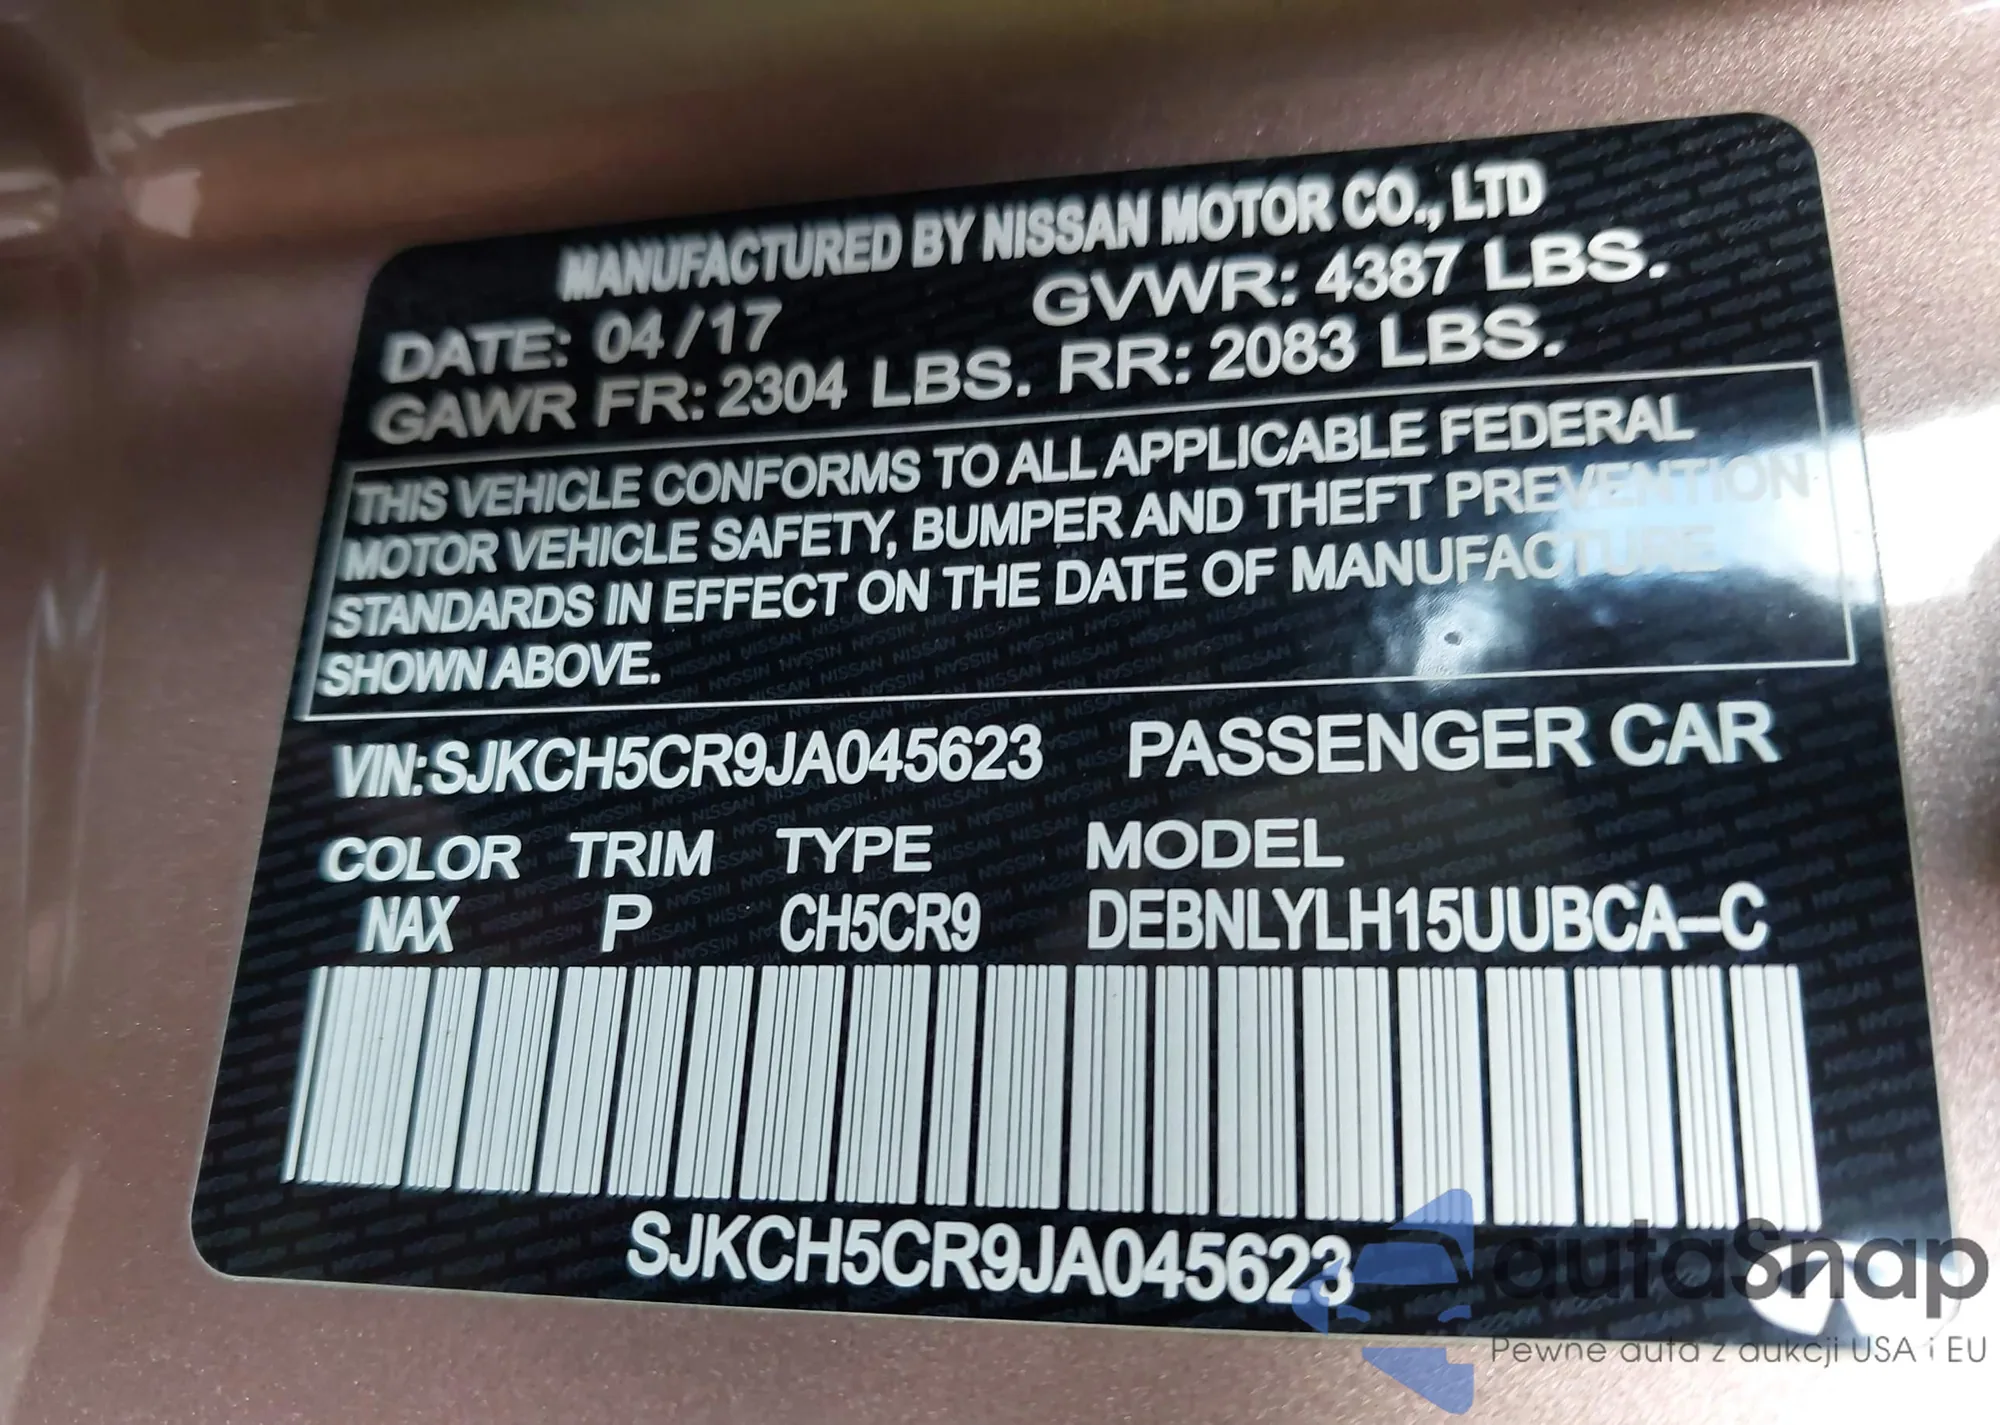 MANUFACTURED BY NISSAN MOTOR CO., LTD
DATE: 04/17 GVWR: 4387 LBS.
GAWR FR: 2304 LBS. RR: 2083 LBS.
THIS VEHICLE CONFORMS TO ALL APPLICABLE FEDERAL
MOTOR VEHICLE SAFETY, BUMPER AND THEFT PREVENTION
STANDARDS IN EFFECT ON THE DATE OF MANUFACTURE
SHOWN ABOVE.
VIN:SJKCH5CR9JA045623 PASSENGER CAR
COLOR TRIM TYPE MODEL
NAX P CH5CR9 DEBNLYLH15UUBCA-C
SJKCH5CR9JA045623
autaSnap
Pewne auta z aukcji USA i EU